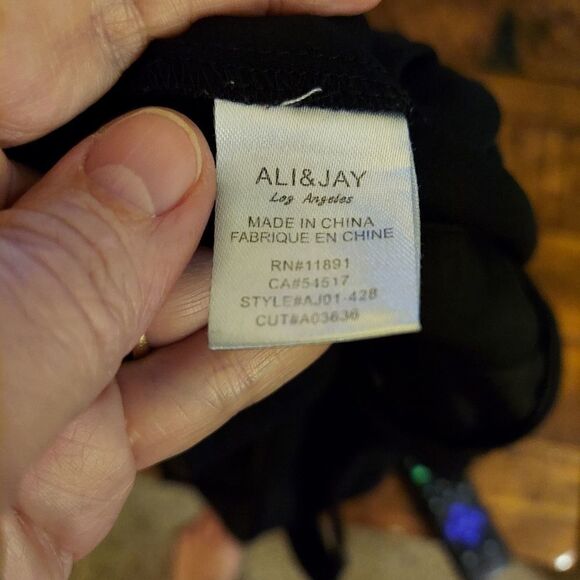 ALI&JAY
Los Angeles
MADE IN CHINA
FABRIQUE EN CHINE
RN#11891
CA#54517
STYLE#AJ01-428
CUT#A03636